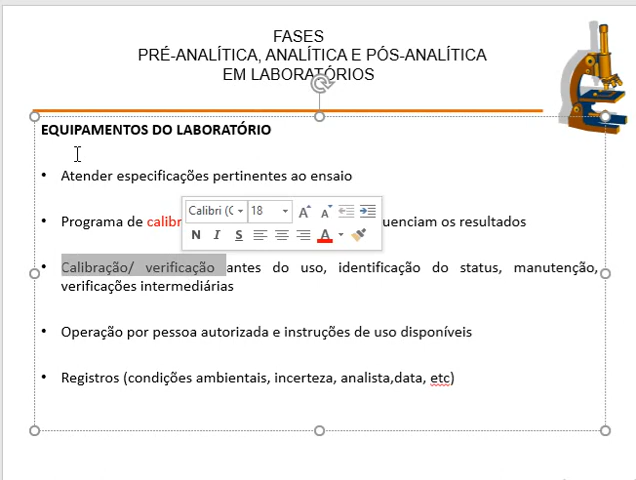 FASES
PRÉ-ANALÍTICA, ANALÍTICA E PÓS-ANALÍTICA
EM LABORATÓRIOS
EQUIPAMENTOS DO LABORATÓRIO
• Atender especificações pertinentes ao ensaio
Calibri (C 18
• Programa de calibr uenciam os resultados
N I S A
• Calibração/ verificação antes do uso, identificação do status, manutenção,
verificações intermediárias
• Operação por pessoa autorizada e instruções de uso disponíveis
• Registros (condições ambientais, incerteza, analista,data, etc)